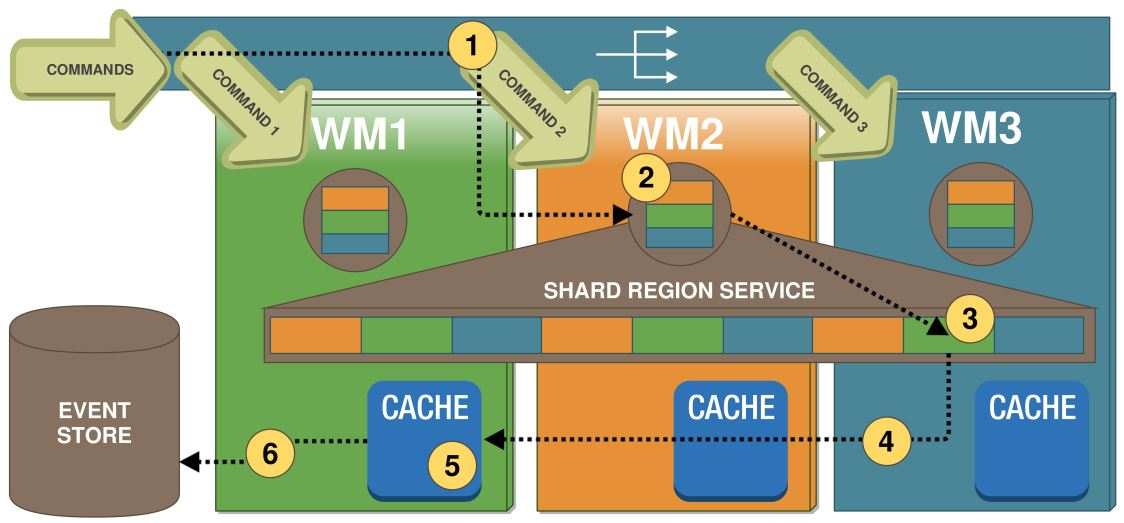 COMMANDS
1
COMMAND 1
COMMAND 2
COMMAND 3
WM1
WM2
WM3
2
SHARD REGION SERVICE
3
EVENT
STORE
CACHE
CACHE
CACHE
4
5
6